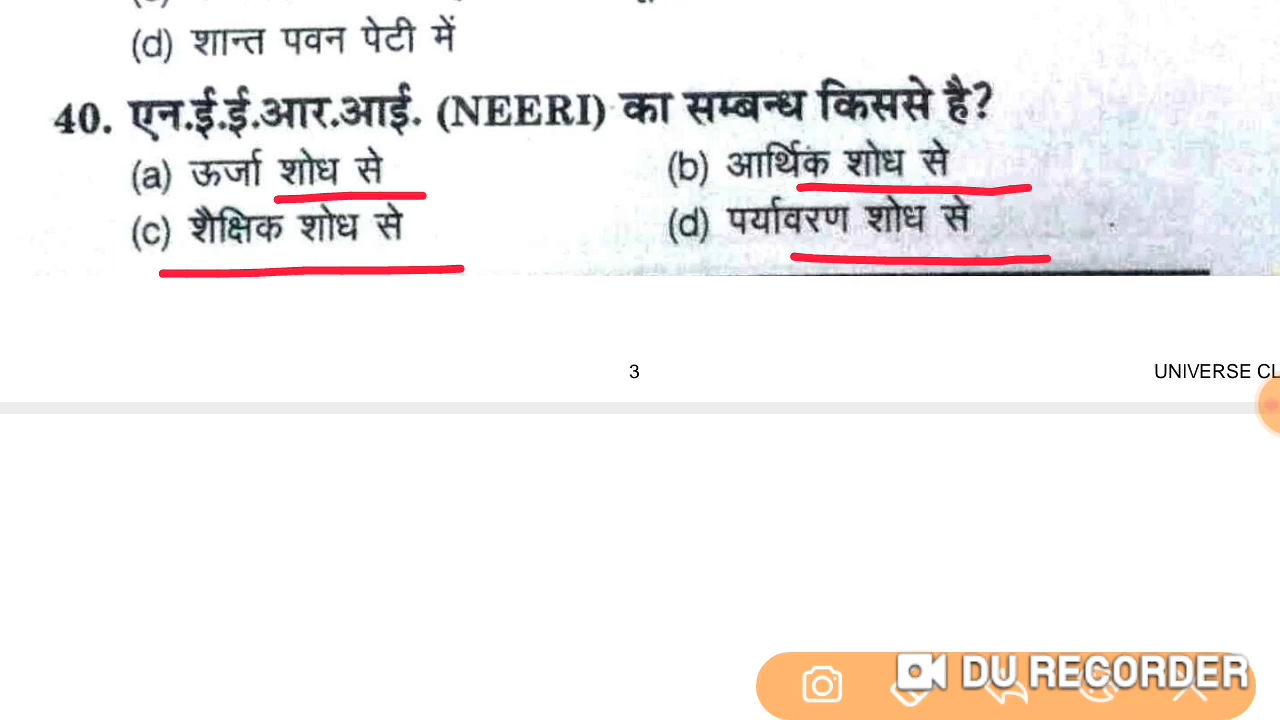 (d) शान्त पवन पेटी में
40. एन.ई.ई.आर.आई. (NEERI) का सम्बन्ध किससे है?
(a) ऊर्जा शोध से
(b) आर्थिक शोध से
(c) शैक्षिक शोध से
(d) पर्यावरण शोध से
3
UNIVERSE CL
DU RECORDER